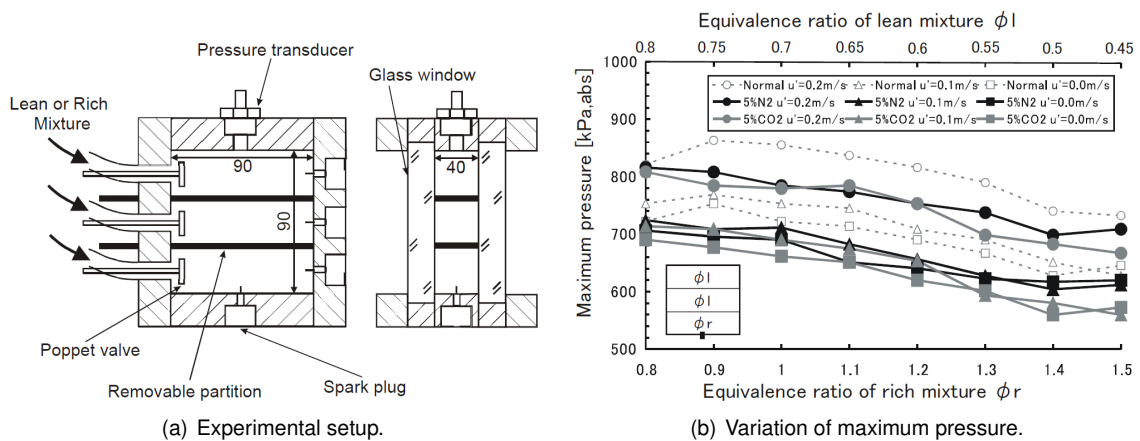 Pressure transducer
Glass window
Lean or Rich
Mixture
90
40
90
Poppet valve
Removable partition
Spark plug
(a) Experimental setup.
Equivalence ratio of lean mixture ϕl
0.8 0.75 0.7 0.65 0.6 0.55 0.5 0.45
Maximum pressure [kPa,abs]
1000
900
800
700
600
500
Normal u'=0.2m/s Normal u'=0.1m/s Normal u'=0.0m/s
5%N2 u'=0.2m/s 5%N2 u'=0.1m/s 5%N2 u'=0.0m/s
5%CO2 u'=0.2m/s 5%CO2 u'=0.1m/s 5%CO2 u'=0.0m/s
ϕl
ϕl
ϕr
0.8 0.9 1 1.1 1.2 1.3 1.4 1.5
Equivalence ratio of rich mixture ϕr
(b) Variation of maximum pressure.